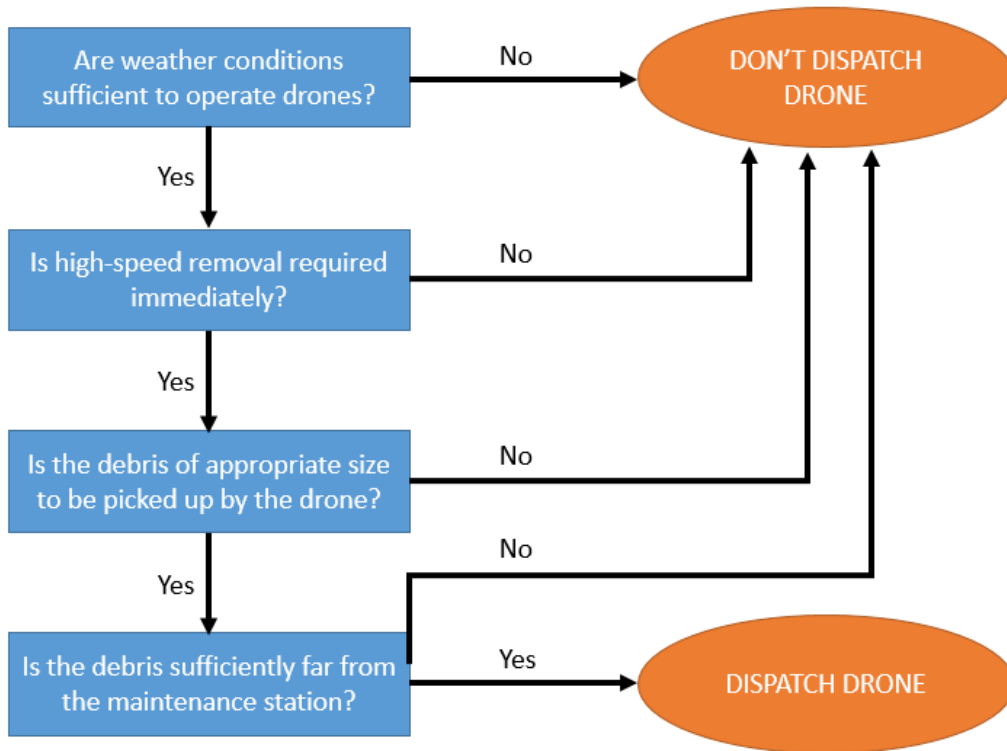 Are weather conditions
sufficient to operate drones?
No
DON'T DISPATCH
DRONE
Yes
Is high-speed removal required
immediately?
No
Yes
Is the debris of appropriate size
to be picked up by the drone?
No
Yes
No
Is the debris sufficiently far from
the maintenance station?
Yes
DISPATCH DRONE